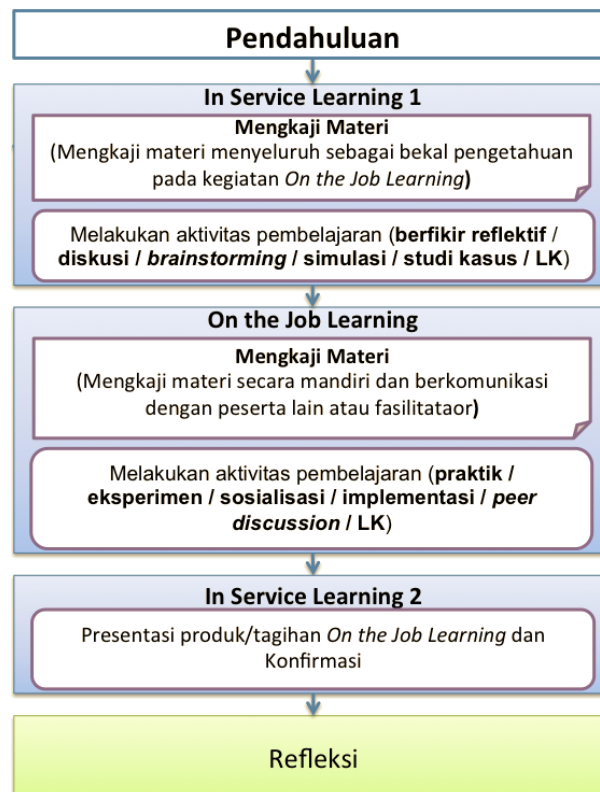 Pendahuluan
In Service Learning 1
Mengkaji Materi
(Mengkaji materi menyeluruh sebagai bekal pengetahuan
pada kegiatan On the Job Learning)
Melakukan aktivitas pembelajaran (berfikir reflektif /
diskusi / brainstorming / simulasi / studi kasus / LK)
On the Job Learning
Mengkaji Materi
(Mengkaji materi secara mandiri dan berkomunikasi
dengan peserta lain atau fasilitataor)
Melakukan aktivitas pembelajaran (praktik /
eksperimen / sosialisasi / implementasi / peer
discussion / LK)
In Service Learning 2
Presentasi produk/tagihan On the Job Learning dan
Konfirmasi
Refleksi